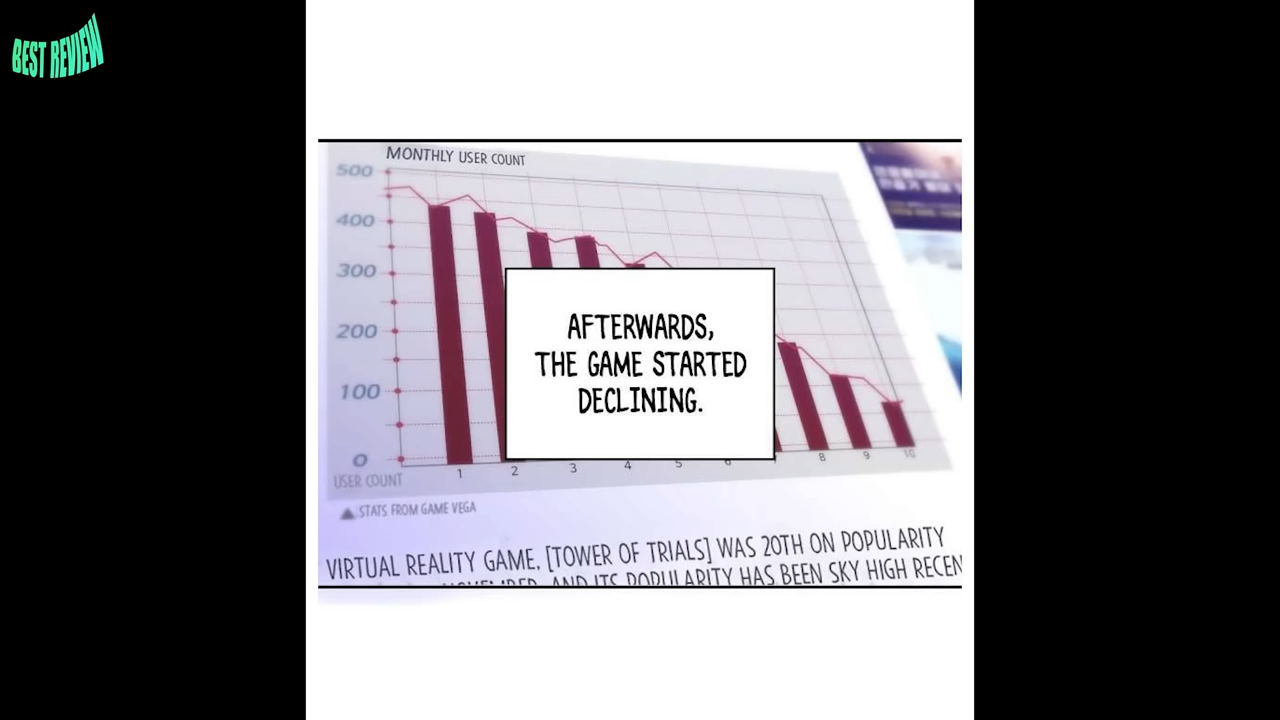 BEST REVIEW
MONTHLY USER COUNT
500
400
300
200
100
0
USER COUNT
1 2 3 4 5 6 8 9 10
AFTERWARDS,
THE GAME STARTED
DECLINING.
STATS FROM GAME VEGA
VIRTUAL REALITY GAME, [TOWER OF TRIALS] WAS 20TH ON POPULARITY
NOVEMBER, AND ITS POPULARITY HAS BEEN SKY HIGH